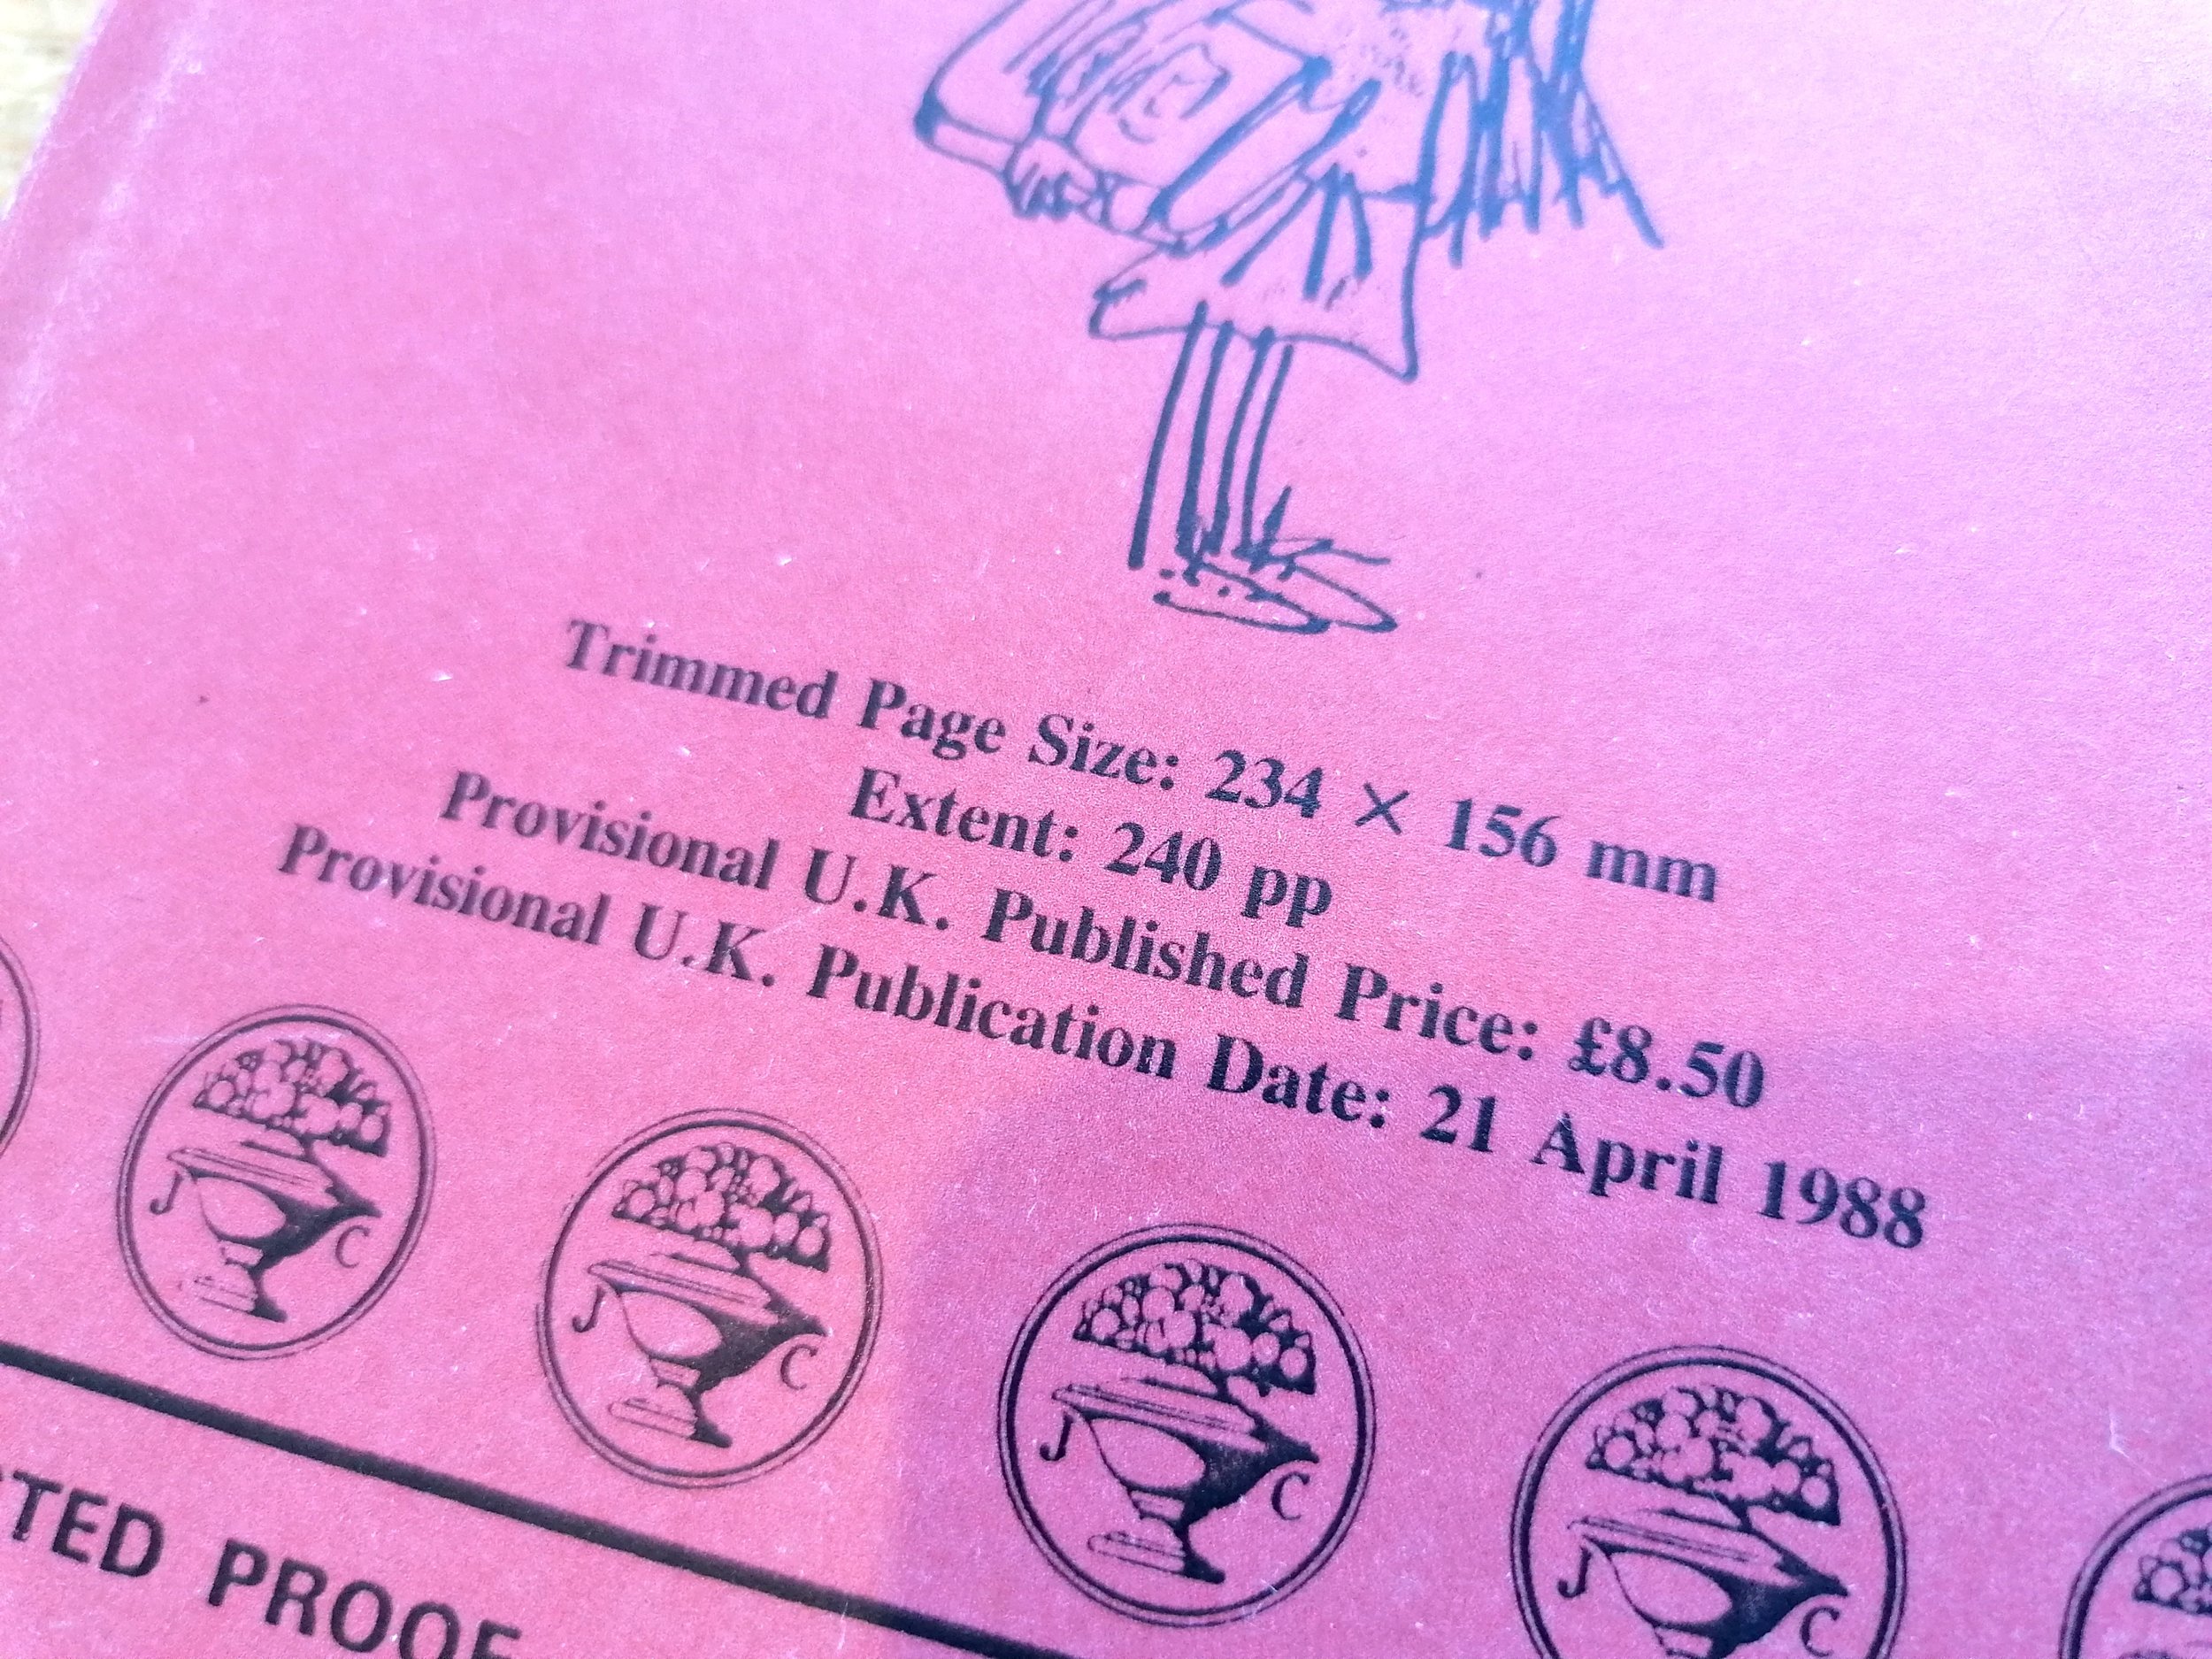 Trimmed Page Size: 234 × 156 mm
Extent: 240 pp
Provisional U.K. Published Price: £8.50
Provisional U.K. Publication Date: 21 April 1988
J C
J C
J C
J C
PROOF